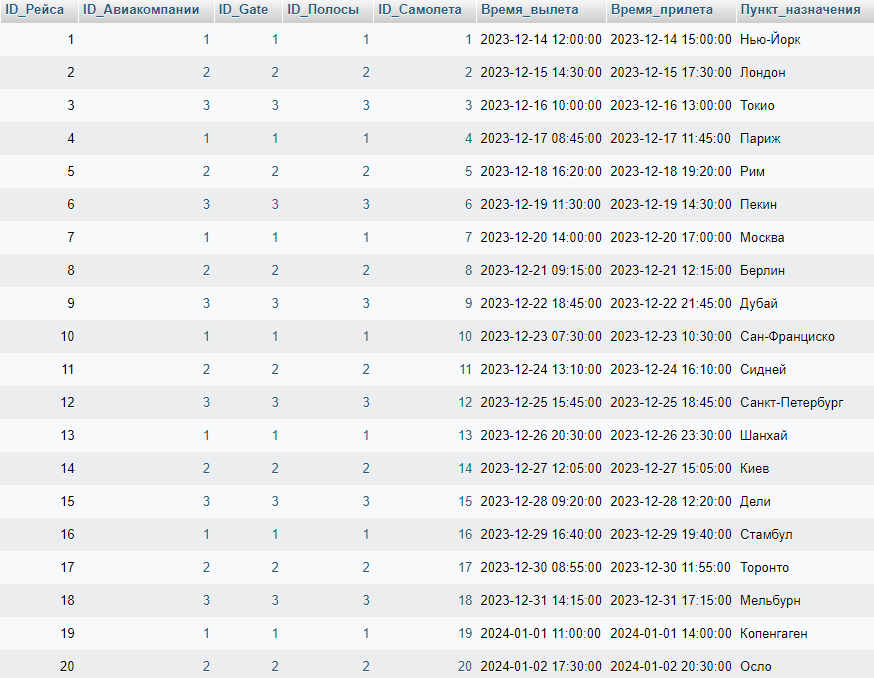 ID_Рейса ID_Авиакомпании ID_Gate ID_Полосы ID_Самолета Время_вылета Время_прилета Пункт_назначения
1 1 1 1 1 2023-12-14 12:00:00 2023-12-14 15:00:00 Нью-Йорк
2 2 2 2 2 2023-12-15 14:30:00 2023-12-15 17:30:00 Лондон
3 3 3 3 3 2023-12-16 10:00:00 2023-12-16 13:00:00 Токио
4 1 1 1 4 2023-12-17 08:45:00 2023-12-17 11:45:00 Париж
5 2 2 2 5 2023-12-18 16:20:00 2023-12-18 19:20:00 Рим
6 3 3 3 6 2023-12-19 11:30:00 2023-12-19 14:30:00 Пекин
7 1 1 1 7 2023-12-20 14:00:00 2023-12-20 17:00:00 Москва
8 2 2 2 8 2023-12-21 09:15:00 2023-12-21 12:15:00 Берлин
9 3 3 3 9 2023-12-22 18:45:00 2023-12-22 21:45:00 Дубай
10 1 1 1 10 2023-12-23 07:30:00 2023-12-23 10:30:00 Сан-Франциско
11 2 2 2 11 2023-12-24 13:10:00 2023-12-24 16:10:00 Сидней
12 3 3 3 12 2023-12-25 15:45:00 2023-12-25 18:45:00 Санкт-Петербург
13 1 1 1 13 2023-12-26 20:30:00 2023-12-26 23:30:00 Шанхай
14 2 2 2 14 2023-12-27 12:05:00 2023-12-27 15:05:00 Киев
15 3 3 3 15 2023-12-28 09:20:00 2023-12-28 12:20:00 Дели
16 1 1 1 16 2023-12-29 16:40:00 2023-12-29 19:40:00 Стамбул
17 2 2 2 17 2023-12-30 08:55:00 2023-12-30 11:55:00 Торонто
18 3 3 3 18 2023-12-31 14:15:00 2023-12-31 17:15:00 Мельбурн
19 1 1 1 19 2024-01-01 11:00:00 2024-01-01 14:00:00 Копенгаген
20 2 2 2 20 2024-01-02 17:30:00 2024-01-02 20:30:00 Осло